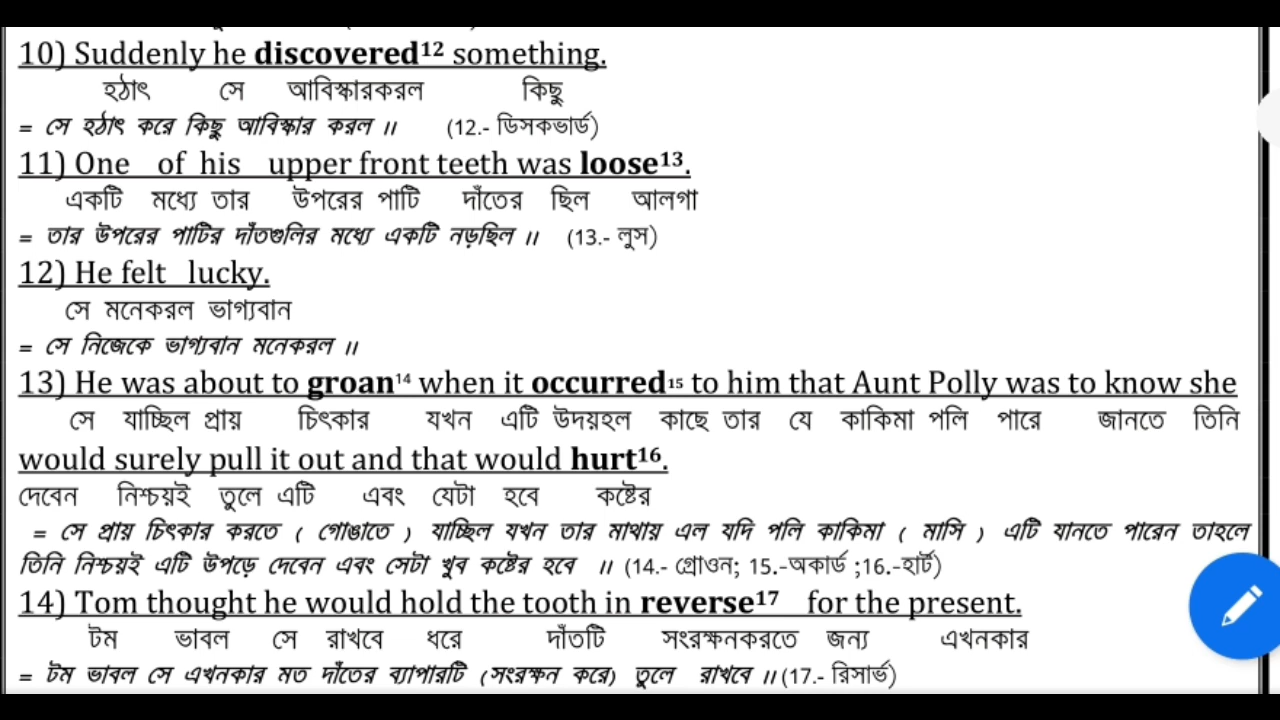 10) Suddenly he discovered¹² something.
হঠাৎ সে আবিস্কারকরল কিছু
= সে হঠাৎ করে কিছু আবিস্কার করল ৷৷ (12.- ডিসকভার্ড)
11) One of his upper front teeth was loose¹³.
একটি মধ্যে তার উপরের পাটি দাঁতের ছিল আলগা
= তার উপরের পাটির দাঁতগুলির মধ্যে একটি নড়ছিল ৷৷ (13.- লুস)
12) He felt lucky.
সে মনেকরল ভাগ্যবান
= সে নিজেকে ভাগ্যবান মনেকরল ৷৷
13) He was about to groan¹⁴ when it occurred₁₅ to him that Aunt Polly was to know she
সে যাচ্ছিল প্রায় চিৎকার যখন এটি উদয়হল কাছে তার যে কাকিমা পলি পারে জানতে তিনি
would surely pull it out and that would hurt¹⁶.
দেবেন নিশ্চয়ই তুলে এটি এবং যেটা হবে কষ্টের
= সে প্রায় চিৎকার করতে ( গোঙাতে ) যাচ্ছিল যখন তার মাথায় এল যদি পলি কাকিমা ( মাসি ) এটি যানতে পারেন তাহলে
তিনি নিশ্চয়ই এটি উপড়ে দেবেন এবং সেটা খুব কষ্টের হবে ৷৷ (14.- গ্রোওন; 15.-অকার্ড ;16.-হার্ট)
14) Tom thought he would hold the tooth in reverse¹⁷ for the present.
টম ভাবল সে রাখবে ধরে দাঁতটি সংরক্ষনকরতে জন্য এখনকার
= টম ভাবল সে এখনকার মত দাঁতের ব্যাপারটি (সংরক্ষন করে) তুলে রাখবে ৷৷ (17.- রিসার্ভ)